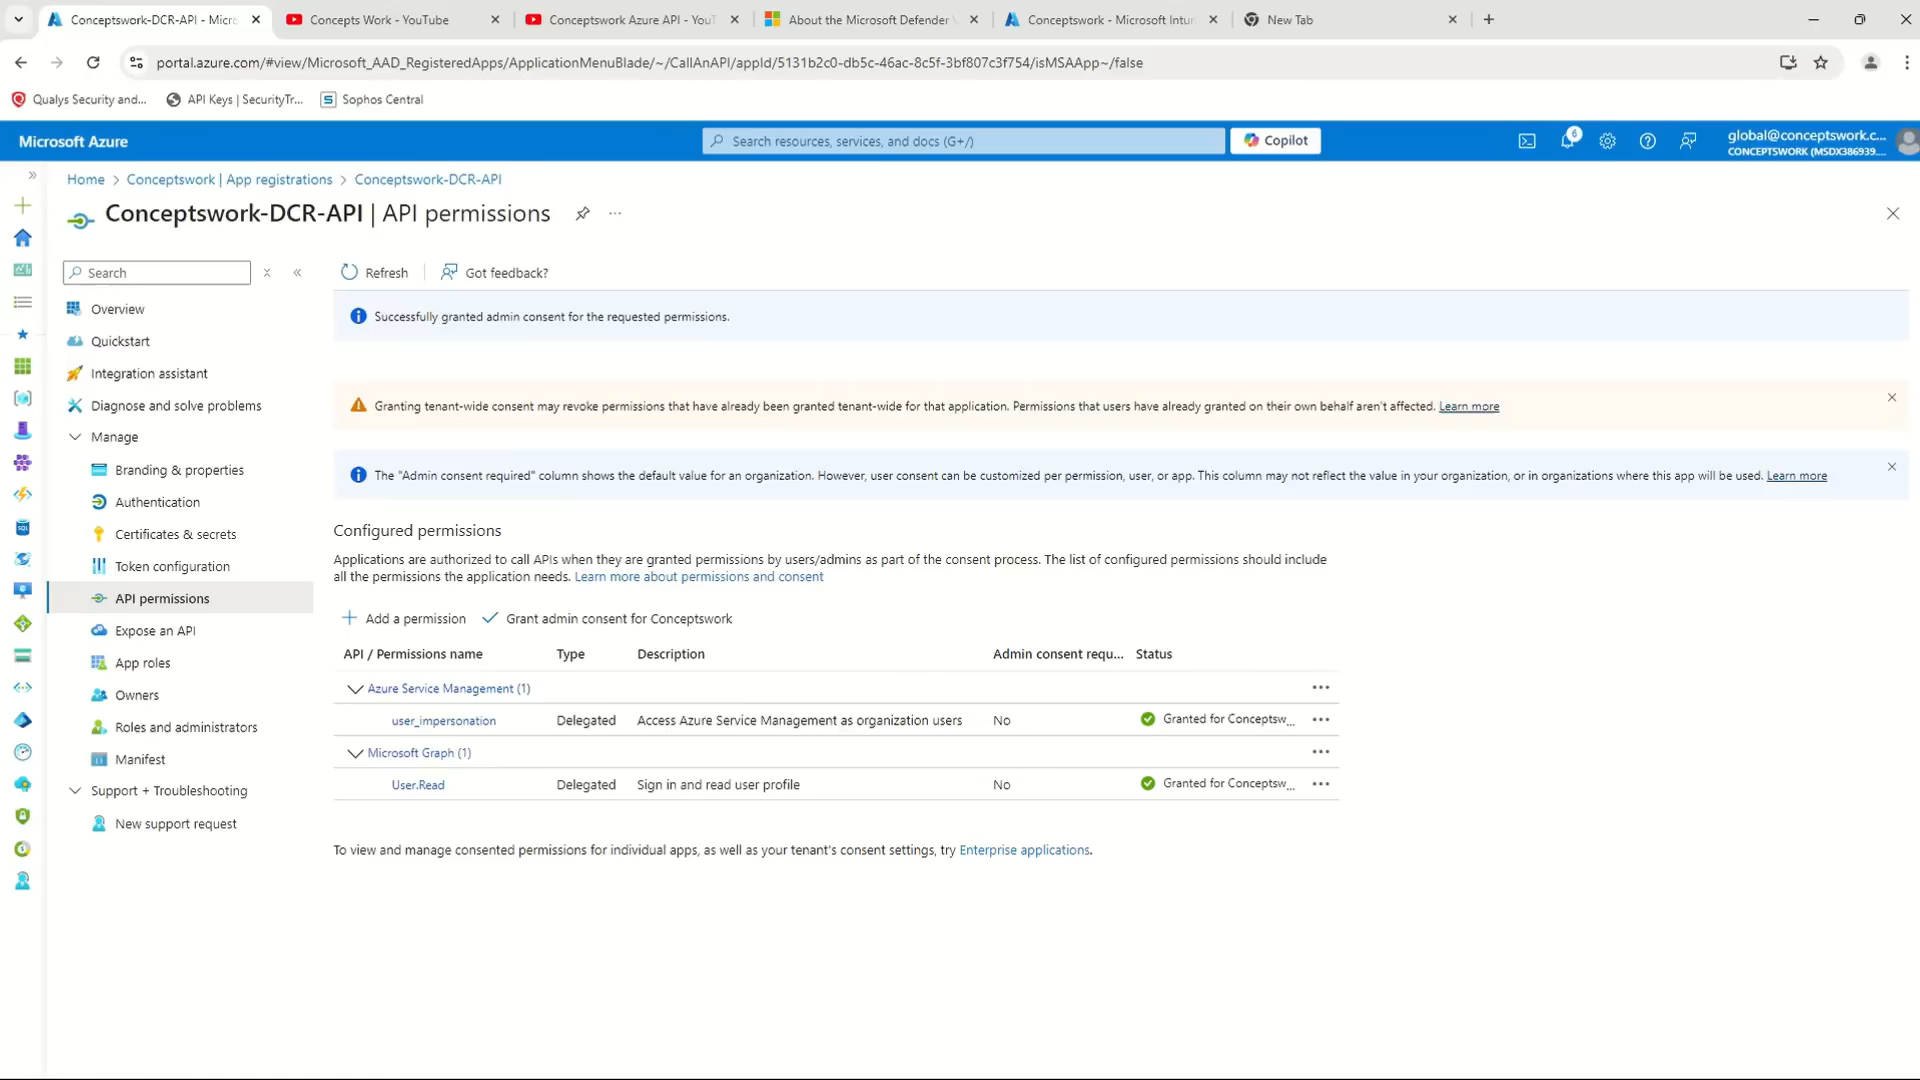 Conceptswork-DCR-API - Micro
Concepts Work - YouTube
Conceptswork Azure API - YouT
About the Microsoft Defender
Conceptswork - Microsoft Intun
New Tab
portal.azure.com/#view/Microsoft_AAD_RegisteredApps/ApplicationMenuBlade/~/CallAnAPI/appId/5131b2c0-db5c-46ac-8c5f-3bf807c3f754/isMSAApp~/false
Qualys Security and...
API Keys | SecurityTr...
Sophos Central
Microsoft Azure
Search resources, services, and docs (G+/)
Copilot
6
global@conceptswork.c...
CONCEPTSWORK (MSDX386939....
Home > Conceptswork | App registrations > Conceptswork-DCR-API
Conceptswork-DCR-API | API permissions
Search
Refresh
Got feedback?
Overview
Quickstart
Integration assistant
Diagnose and solve problems
Manage
Branding & properties
Authentication
Certificates & secrets
Token configuration
API permissions
Expose an API
App roles
Owners
Roles and administrators
Manifest
Support + Troubleshooting
New support request
Successfully granted admin consent for the requested permissions.
Granting tenant-wide consent may revoke permissions that have already been granted tenant-wide for that application. Permissions that users have already granted on their own behalf aren't affected. Learn more
The "Admin consent required" column shows the default value for an organization. However, user consent can be customized per permission, user, or app. This column may not reflect the value in your organization, or in organizations where this app will be used. Learn more
Configured permissions
Applications are authorized to call APIs when they are granted permissions by users/admins as part of the consent process. The list of configured permissions should include
all the permissions the application needs. Learn more about permissions and consent
Add a permission
Grant admin consent for Conceptswork
API / Permissions name Type Description Admin consent requ... Status
Azure Service Management (1)
user_impersonation Delegated Access Azure Service Management as organization users No Granted for Conceptsw...
Microsoft Graph (1)
User.Read Delegated Sign in and read user profile No Granted for Conceptsw...
To view and manage consented permissions for individual apps, as well as your tenant's consent settings, try Enterprise applications.